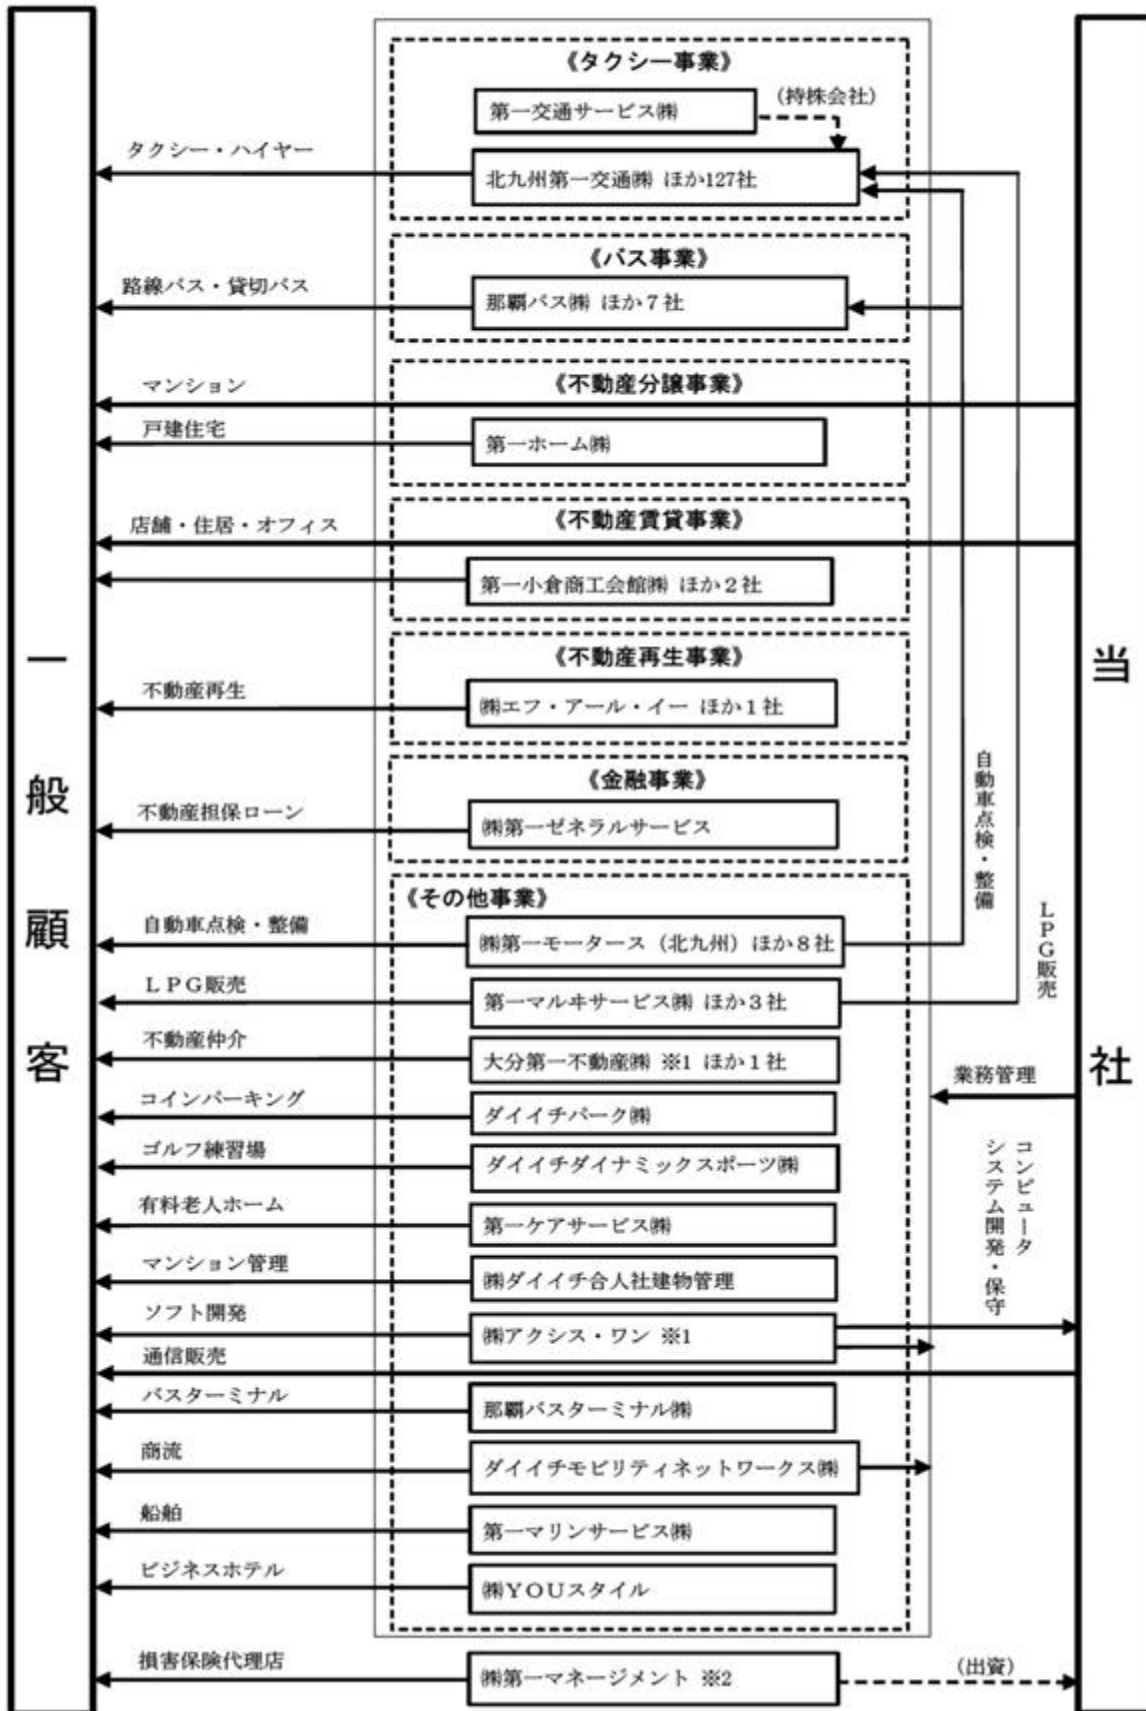 一般顧客
当社
《タクシー事業》
第一交通サービス㈱
(持株会社)
タクシー・ハイヤー
北九州第一交通㈱ ほか127社
《バス事業》
路線バス・貸切バス
那覇バス㈱ ほか7社
《不動産分譲事業》
マンション
戸建住宅
第一ホーム㈱
《不動産賃貸事業》
店舗・住居・オフィス
第一小倉商工会館㈱ ほか2社
《不動産再生事業》
不動産再生
㈱エフ・アール・イー ほか1社
《金融事業》
不動産担保ローン
㈱第一ゼネラルサービス
自動車点検・整備
LPG販売
《その他事業》
自動車点検・整備
㈱第一モータース（北九州）ほか8社
LPG販売
第一マルヰサービス㈱ ほか3社
不動産仲介
大分第一不動産㈱ ※1 ほか1社
業務管理
コインパーキング
ダイイチパーク㈱
ゴルフ練習場
ダイイチダイナミックスポーツ㈱
コンピュータ
システム開発・保守
有料老人ホーム
第一ケアサービス㈱
マンション管理
㈱ダイイチ合人社建物管理
ソフト開発
㈱アクシス・ワン ※1
通信販売
バスターミナル
那覇バスターミナル㈱
商流
ダイイチモビリティネットワークス㈱
船舶
第一マリンサービス㈱
ビジネスホテル
㈱YOUスタイル
損害保険代理店
㈱第一マネージメント ※2
(出資)